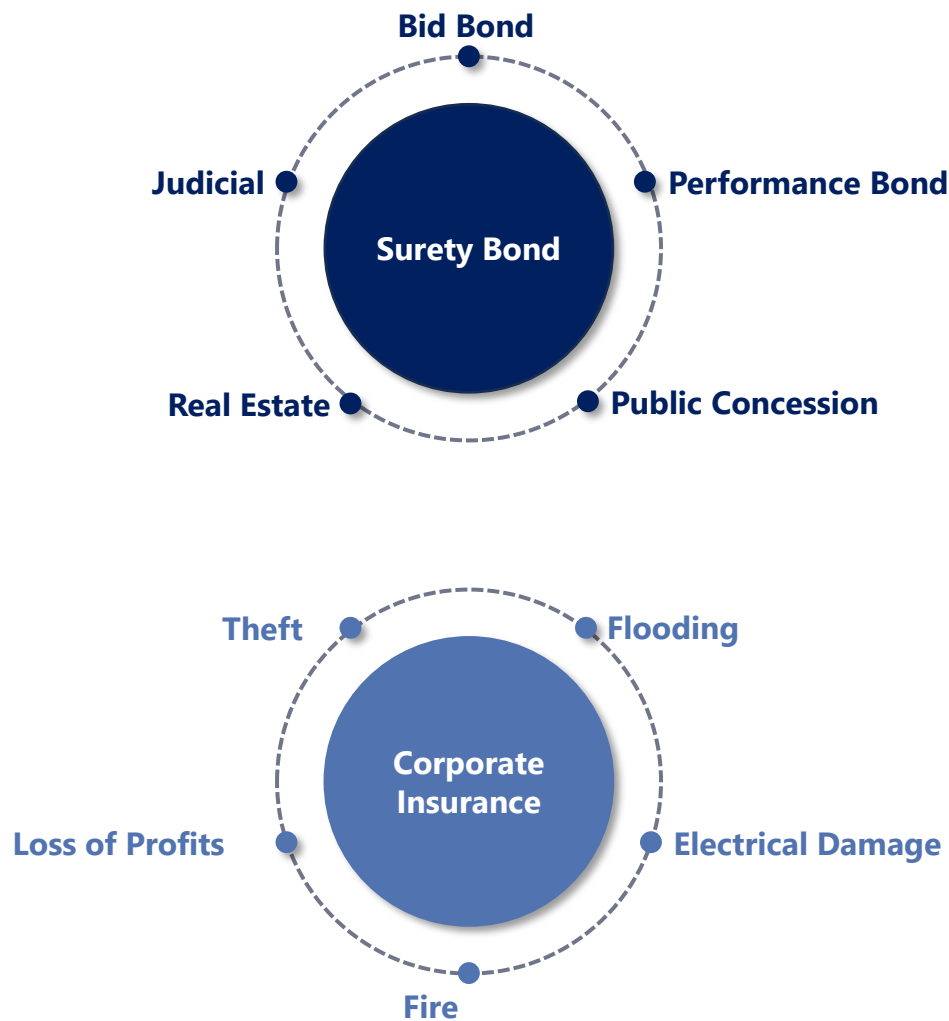 Bid Bond
Judicial
Performance Bond
Surety Bond
Real Estate
Public Concession
Theft
Flooding
Corporate
Insurance
Loss of Profits
Electrical Damage
Fire